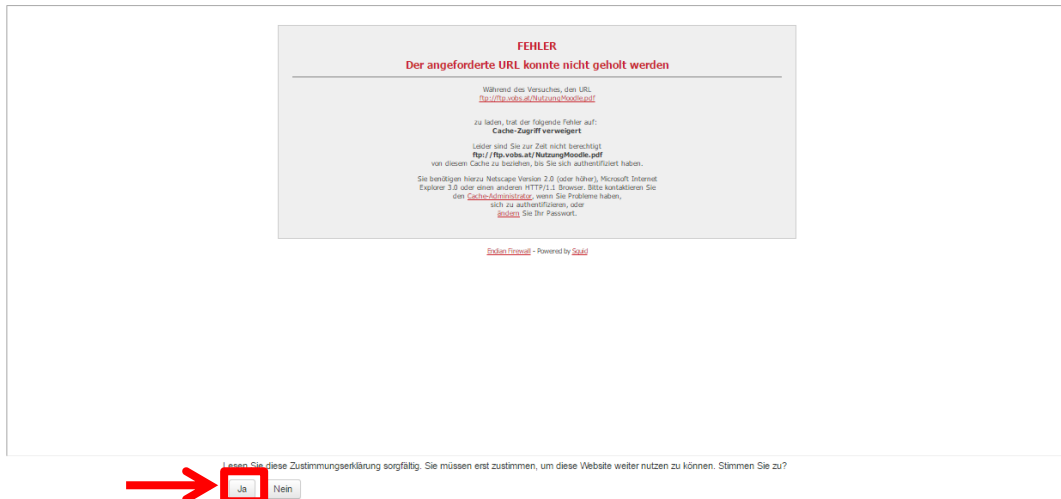 FEHLER
Der angeforderte URL konnte nicht geholt werden
Während des Versuches, den URL
ftp://ftp.vobs.at/NutzungMoodle.pdf
zu laden, trat der folgende Fehler auf:
Cache-Zugriff verweigert
Leider sind Sie zur Zeit nicht berechtigt
ftp://ftp.vobs.at/NutzungMoodle.pdf
von diesem Cache zu beziehen, bis Sie sich authentifiziert haben.
Sie benötigen hierzu Netscape Version 2.0 (oder höher), Microsoft Internet
Explorer 3.0 oder einen anderen HTTP/1.1 Browser. Bitte kontaktieren Sie
den Cache-Administrator, wenn Sie Probleme haben,
sich zu authentifizieren, oder
ändern Sie Ihr Passwort.
Endian Firewall - Powered by Squid
Lesen Sie diese Zustimmungserklärung sorgfältig. Sie müssen erst zustimmen, um diese Website weiter nutzen zu können. Stimmen Sie zu?
Ja Nein